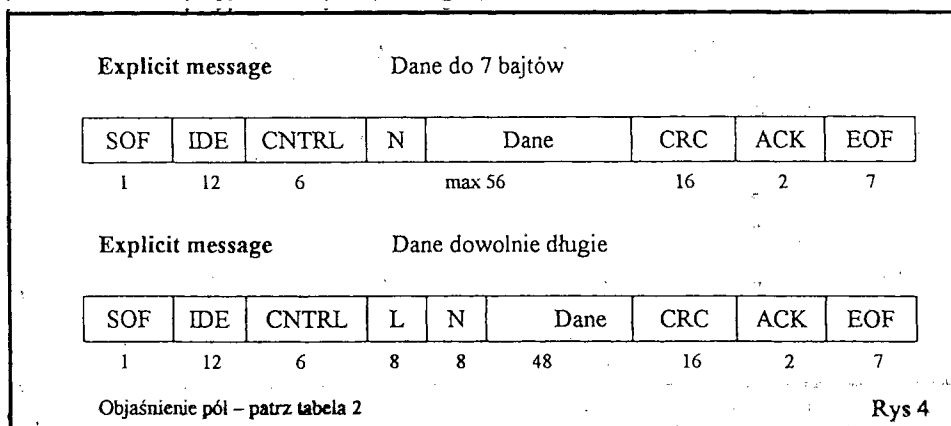 Explicit message Dane do 7 bajtów
SOF IDE CNTRL N Dane CRC ACK EOF
1 12 6 max 56 16 2 7
Explicit message Dane dowolnie długie
SOF IDE CNTRL L N Dane CRC ACK EOF
1 12 6 8 8 48 16 2 7
Objaśnienie pól – patrz tabela 2 Rys 4